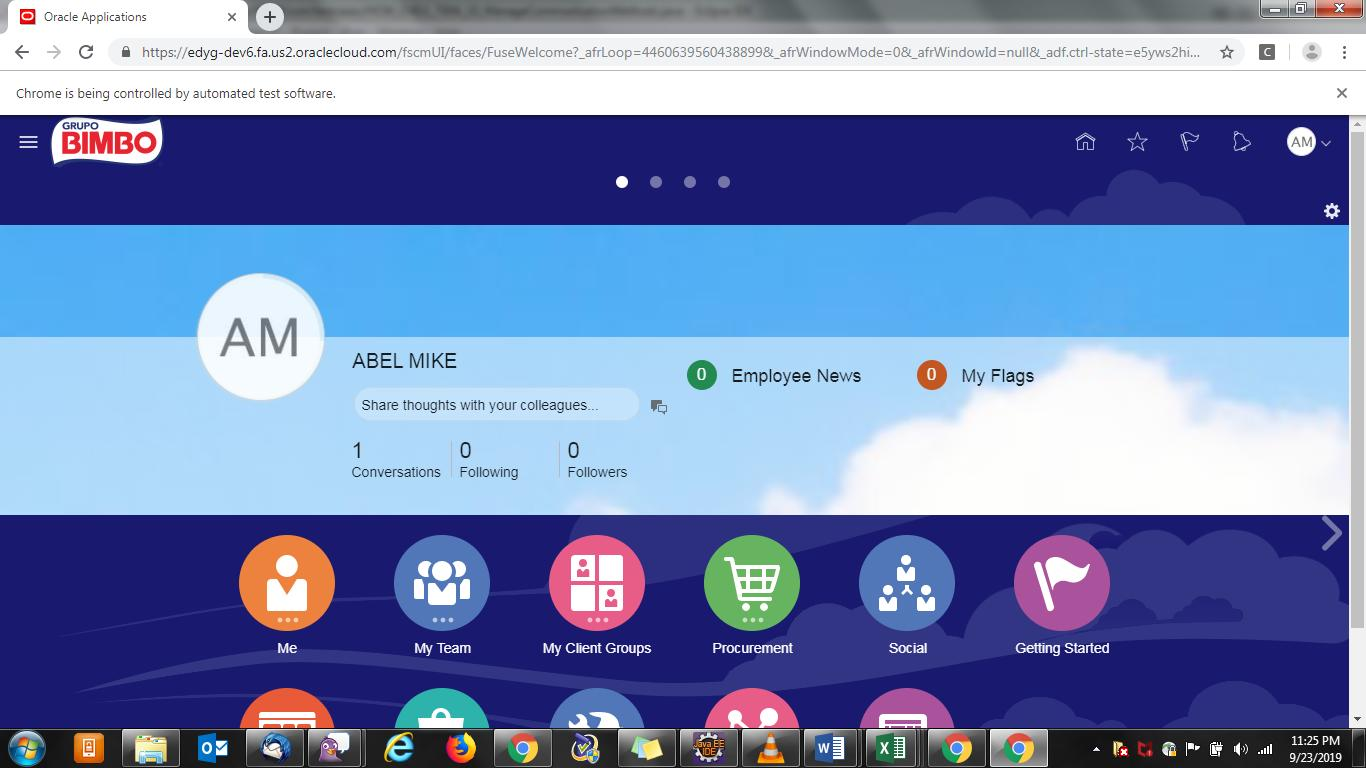 Oracle Applications
https://edyg-dev6.fa.us2.oraclecloud.com/fscmUI/faces/FuseWelcome?_afrLoop=4460639560438899&_afrWindowMode=0&_afrWindowId=null&_adf.ctrl-state=e5yws2hi...
C
Chrome is being controlled by automated test software.
GRUPO
BIMBO
AM
AM
ABEL MIKE
0 Employee News
0 My Flags
Share thoughts with your colleagues...
1 0 0
Conversations Following Followers
Me My Team My Client Groups Procurement Social Getting Started
Java EE
IDE
11:25 PM
9/23/2019